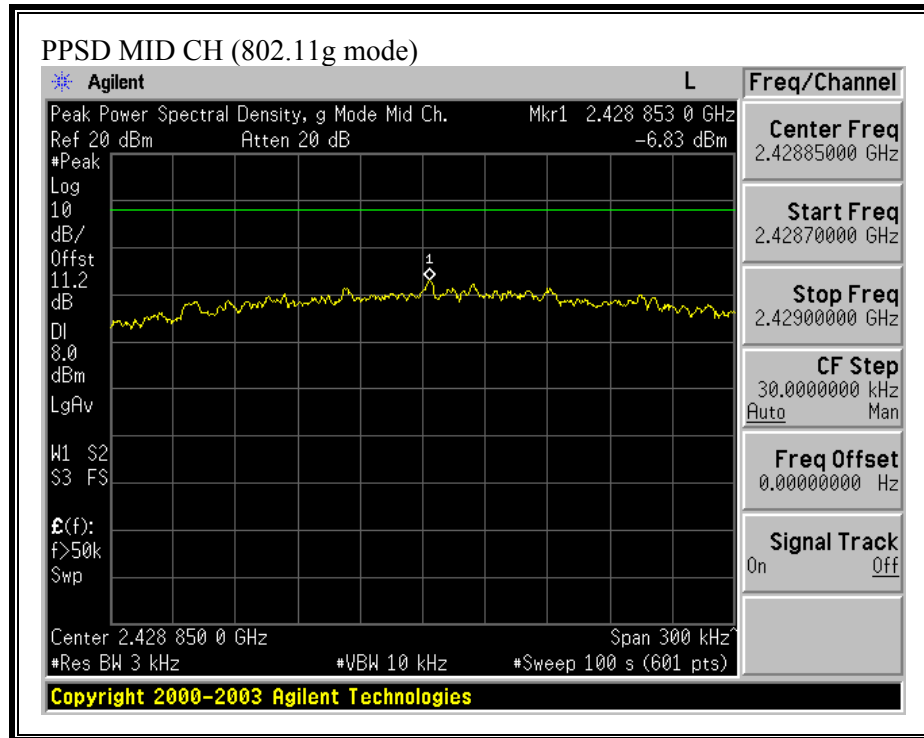 PPSD MID CH (802.11g mode)
Agilent L
Peak Power Spectral Density, g Mode Mid Ch. Mkr1 2.428 853 0 GHz
Ref 20 dBm Atten 20 dB -6.83 dBm
#Peak
Log
10
dB/
Offst
11.2
dB
DI
8.0
dBm
LgAv
W1 S2
S3 FS
£(f):
f>50k
Swp
1
Center 2.428 850 0 GHz Span 300 kHz^
#Res BW 3 kHz #VBW 10 kHz #Sweep 100 s (601 pts)
Freq/Channel
Center Freq
2.42885000 GHz
Start Freq
2.42870000 GHz
Stop Freq
2.42900000 GHz
CF Step
30.0000000 kHz
Auto Man
Freq Offset
0.00000000 Hz
Signal Track
On Off
Copyright 2000-2003 Agilent Technologies